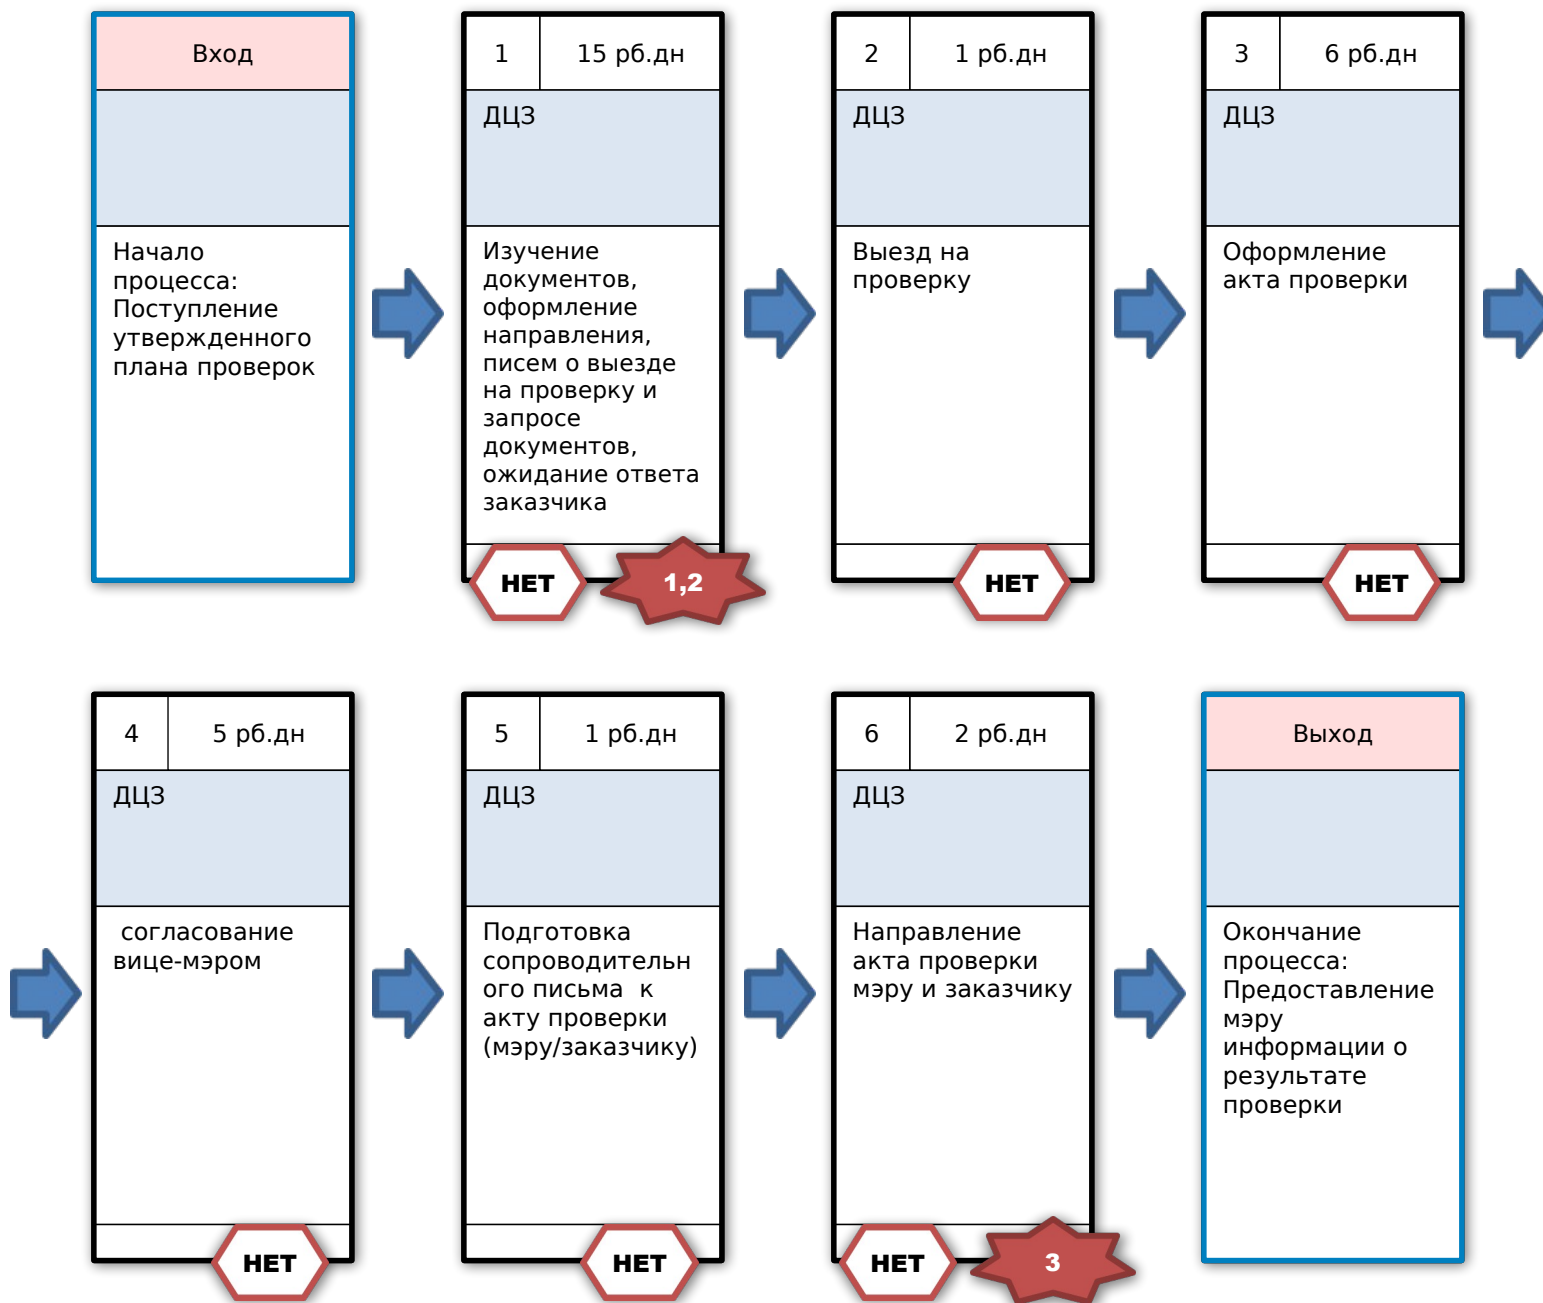 Вход
Начало
процесса:
Поступление
утвержденного
плана проверок
1
15 рб.дн
ДЦЗ
Изучение
документов,
оформление
направления,
писем о выезде
на проверку и
запросе
документов,
ожидание ответа
заказчика
НЕТ
1,2
2
1 рб.дн
ДЦЗ
Выезд на
проверку
НЕТ
3
6 рб.дн
ДЦЗ
Оформление
акта проверки
НЕТ
4
5 рб.дн
ДЦЗ
согласование
вице-мэром
НЕТ
5
1 рб.дн
ДЦЗ
Подготовка
сопроводительн
ого письма к
акту проверки
(мэру/заказчику)
НЕТ
6
2 рб.дн
ДЦЗ
Направление
акта проверки
мэру и заказчику
НЕТ
3
Выход
Окончание
процесса:
Предоставление
мэру
информации о
результате
проверки